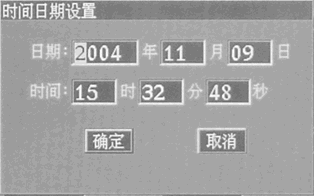 时间日期设置
日期: 2004 年 11 月 09 日
时间: 15 时 32 分 48 秒
确定 取消